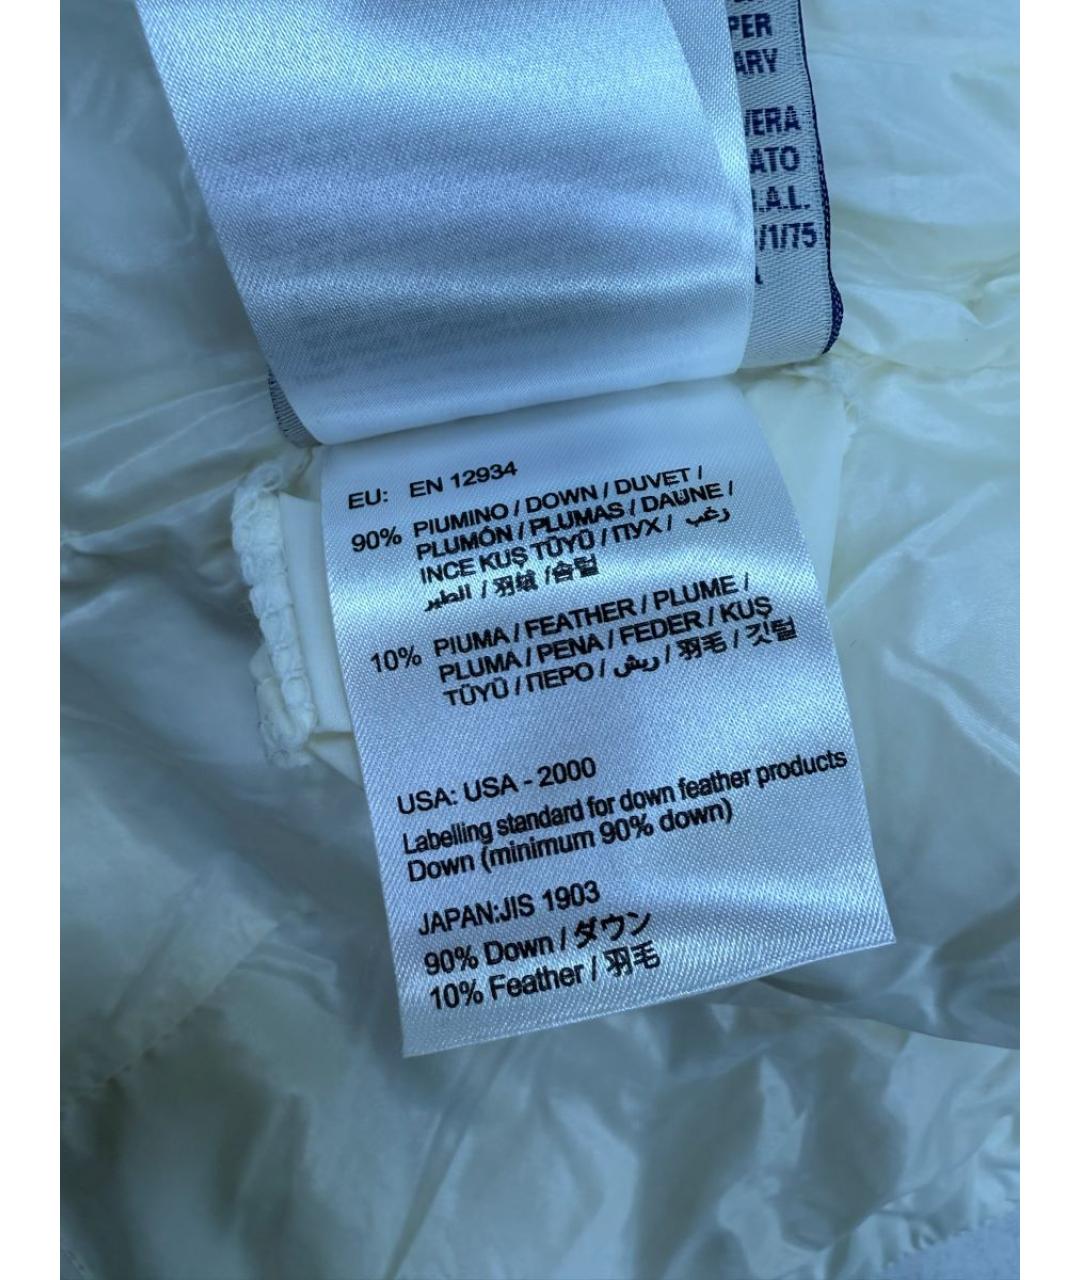 PER
ARY
VERA
ATO
.A.L.
/1/75
EU: EN 12934
90% PIUMINO / DOWN / DUVET /
PLUMÓN / PLUMAS / DAUNE /
INCE KUŞ TÜYÜ / ПУХ / رغب
الطير / 羽绒 / 솜털
10% PIUMA / FEATHER / PLUME /
PLUMA / PENA / FEDER / KUŞ
TÜYÜ / ПЕРО / ريش / 羽毛 / 깃털
USA: USA - 2000
Labelling standard for down feather products
Down (minimum 90% down)
JAPAN:JIS 1903
90% Down / ダウン
10% Feather / 羽毛